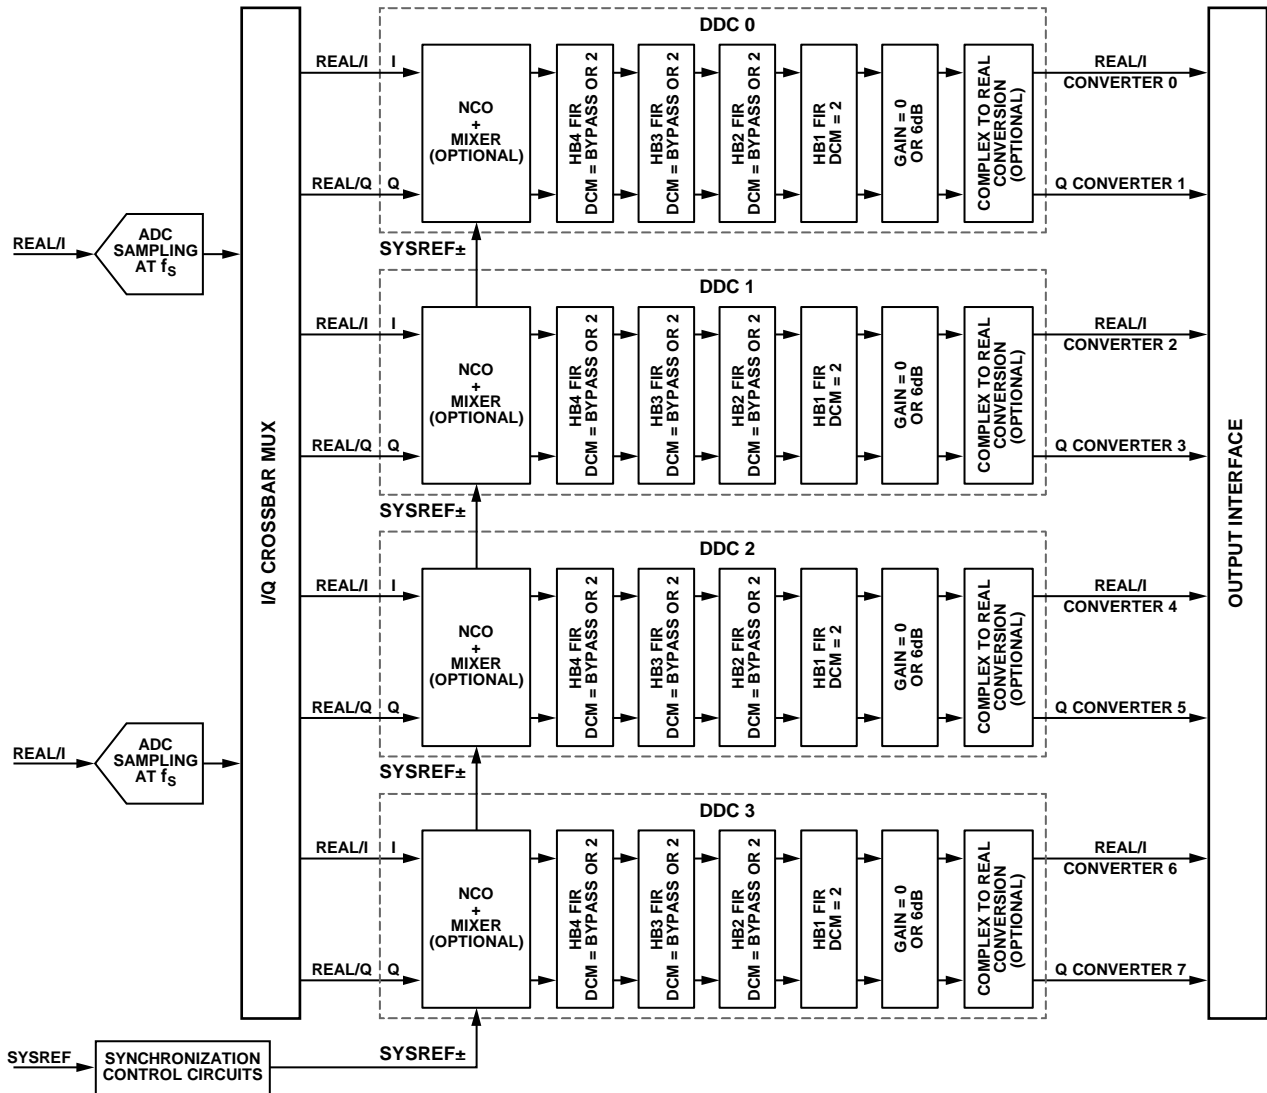 REAL/I
ADC
SAMPLING
AT fS
REAL/I
ADC
SAMPLING
AT fS
SYSREF
SYNCHRONIZATION
CONTROL CIRCUITS
I/Q CROSSBAR MUX
DDC 0
REAL/I
I
REAL/Q
Q
NCO
+
MIXER
(OPTIONAL)
HB4 FIR
DCM = BYPASS OR 2
HB3 FIR
DCM = BYPASS OR 2
HB2 FIR
DCM = BYPASS OR 2
HB1 FIR
DCM = 2
GAIN = 0
OR 6dB
COMPLEX TO REAL
CONVERSION
(OPTIONAL)
REAL/I
CONVERTER 0
Q CONVERTER 1
SYSREF±
DDC 1
REAL/I
I
REAL/Q
Q
NCO
+
MIXER
(OPTIONAL)
HB4 FIR
DCM = BYPASS OR 2
HB3 FIR
DCM = BYPASS OR 2
HB2 FIR
DCM = BYPASS OR 2
HB1 FIR
DCM = 2
GAIN = 0
OR 6dB
COMPLEX TO REAL
CONVERSION
(OPTIONAL)
REAL/I
CONVERTER 2
Q CONVERTER 3
SYSREF±
DDC 2
REAL/I
I
REAL/Q
Q
NCO
+
MIXER
(OPTIONAL)
HB4 FIR
DCM = BYPASS OR 2
HB3 FIR
DCM = BYPASS OR 2
HB2 FIR
DCM = BYPASS OR 2
HB1 FIR
DCM = 2
GAIN = 0
OR 6dB
COMPLEX TO REAL
CONVERSION
(OPTIONAL)
REAL/I
CONVERTER 4
Q CONVERTER 5
SYSREF±
DDC 3
REAL/I
I
REAL/Q
Q
NCO
+
MIXER
(OPTIONAL)
HB4 FIR
DCM = BYPASS OR 2
HB3 FIR
DCM = BYPASS OR 2
HB2 FIR
DCM = BYPASS OR 2
HB1 FIR
DCM = 2
GAIN = 0
OR 6dB
COMPLEX TO REAL
CONVERSION
(OPTIONAL)
REAL/I
CONVERTER 6
Q CONVERTER 7
SYSREF±
OUTPUT INTERFACE